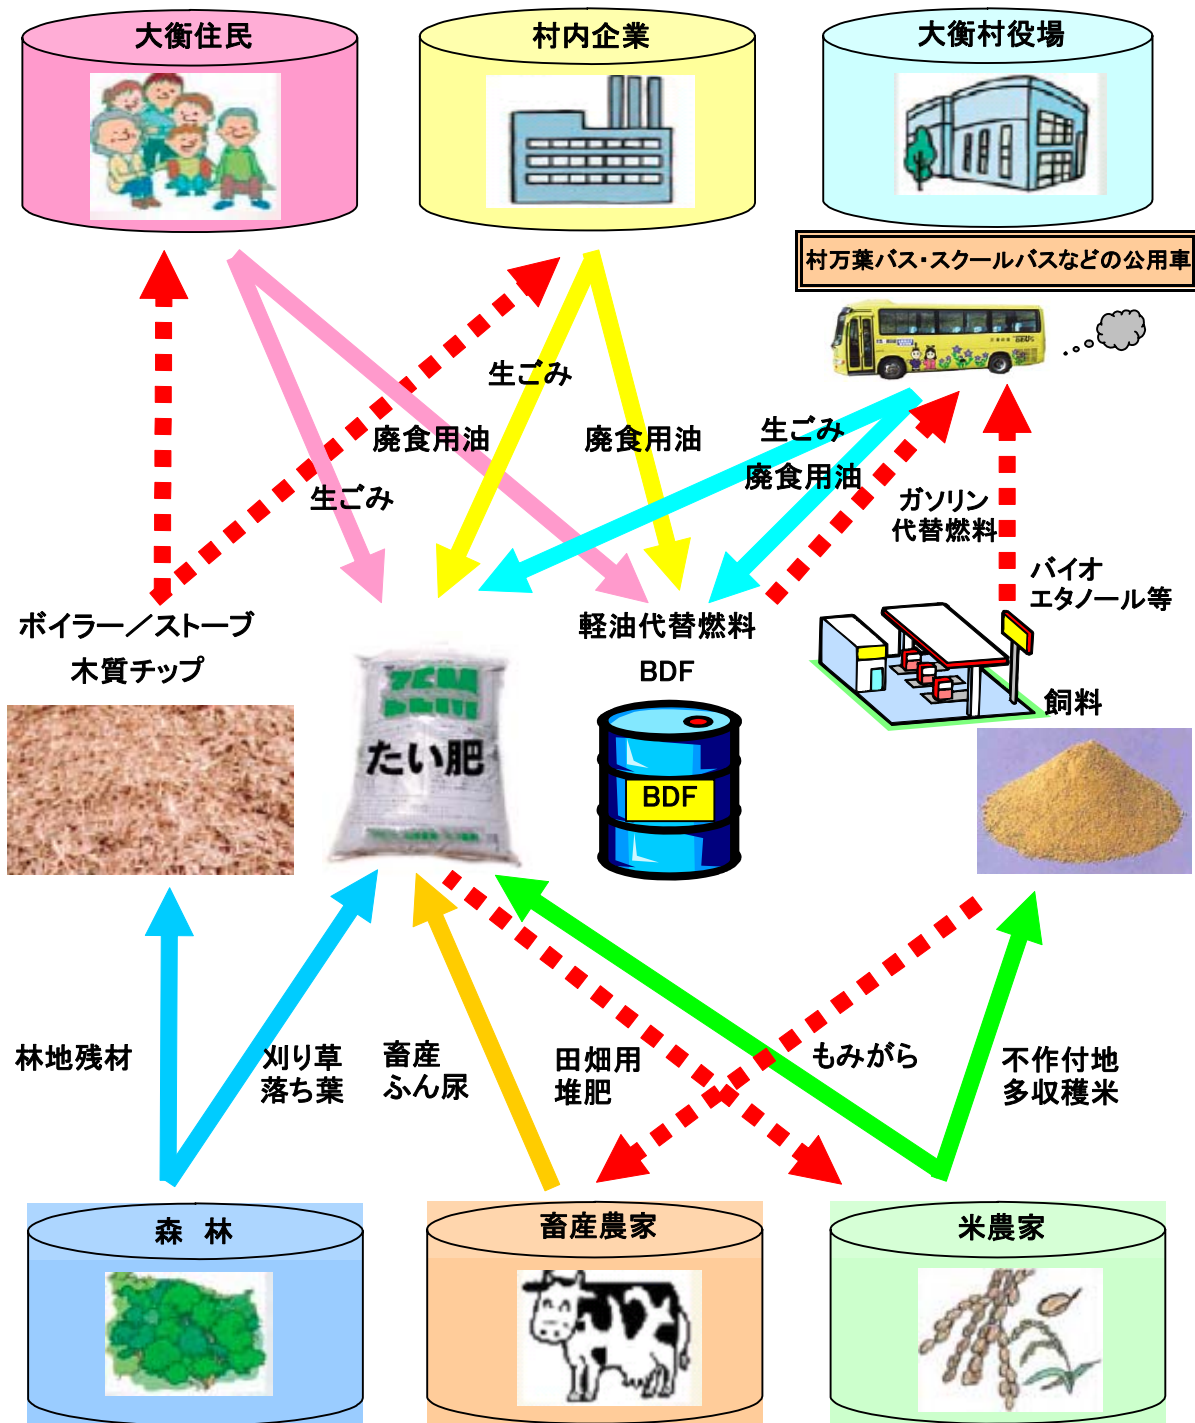 大衡住民
村内企業
大衡村役場
村万葉バス・スクールバスなどの公用車
生ごみ
廃食用油
廃食用油
生ごみ
廃食用油
生ごみ
ガソリン
代替燃料
バイオ
エタノール等
ボイラー／ストーブ
木質チップ
軽油代替燃料
BDF
飼料
たい肥
BDF
林地残材
刈り草
落ち葉
畜産
ふん尿
田畑用
堆肥
もみがら
不作付地
多収穫米
森 林
畜産農家
米農家